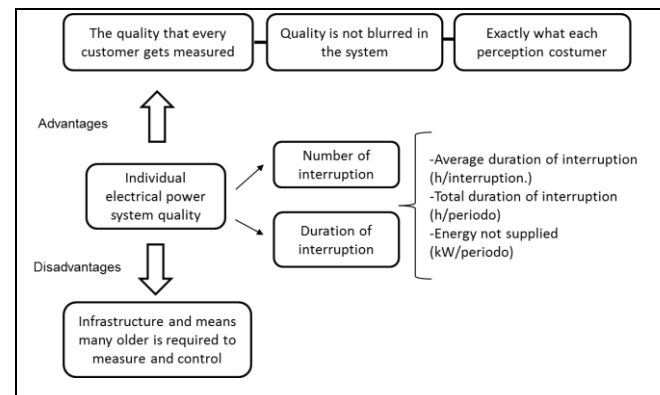 The quality that every
customer gets measured
Quality is not blurred in
the system
Exactly what each
perception costumer
Advantages
Individual
electrical power
system quality
Number of
interruption
Duration of
interruption
-Average duration of interruption
(h/interruption.)
-Total duration of interruption
(h/periodo)
-Energy not supplied
(kW/periodo)
Disadvantages
Infrastructure and means
many older is required to
measure and control